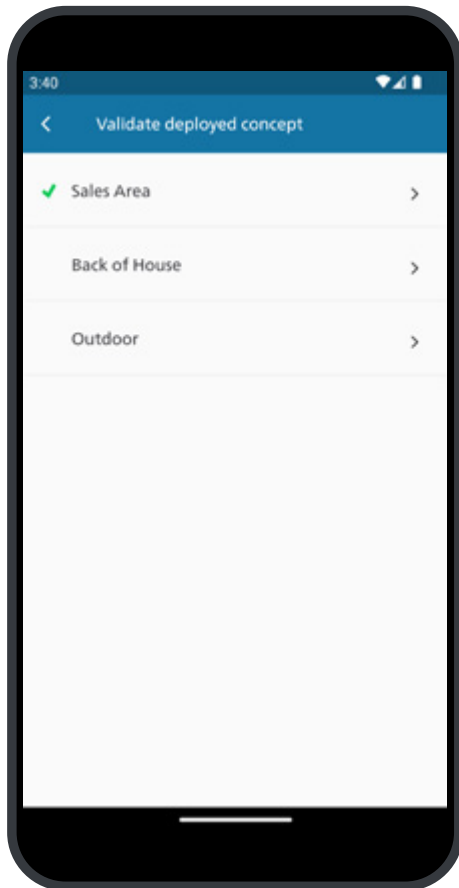 3:40
Validate deployed concept
Sales Area
Back of House
Outdoor